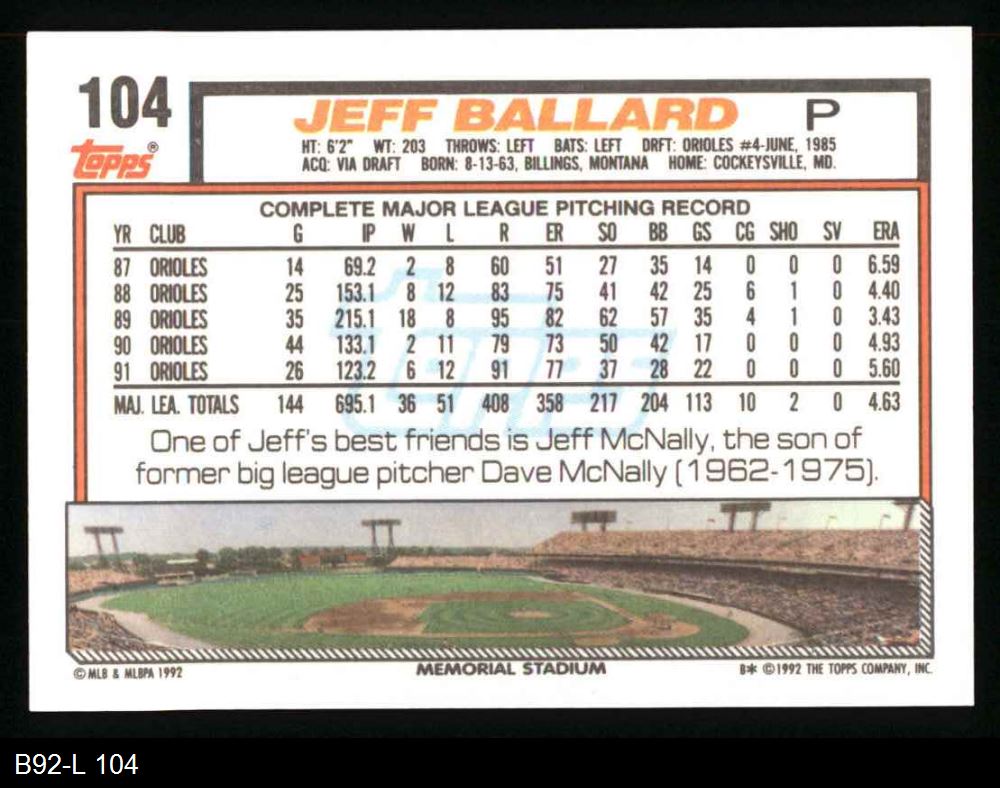 104
topps®
JEFF BALLARD P
HT: 6'2" WT: 203 THROWS: LEFT BATS: LEFT DRFT: ORIOLES #4-JUNE, 1985
ACQ: VIA DRAFT BORN: 8-13-63, BILLINGS, MONTANA HOME: COCKEYSVILLE, MD.
COMPLETE MAJOR LEAGUE PITCHING RECORD
YR CLUB G IP W L R ER SO BB GS CG SHO SV ERA
87 ORIOLES 14 69.2 2 8 60 51 27 35 14 0 0 0 6.59
88 ORIOLES 25 153.1 8 12 83 75 41 42 25 6 1 0 4.40
89 ORIOLES 35 215.1 18 8 95 82 62 57 35 4 1 0 3.43
90 ORIOLES 44 133.1 2 11 79 73 50 42 17 0 0 0 4.93
91 ORIOLES 26 123.2 6 12 91 77 37 28 22 0 0 0 5.60
MAJ. LEA. TOTALS 144 695.1 36 51 408 358 217 204 113 10 2 0 4.63
topps
One of Jeff's best friends is Jeff McNally, the son of
former big league pitcher Dave McNally (1962-1975).
© MLB & MLBPA 1992 MEMORIAL STADIUM B* © 1992 THE TOPPS COMPANY, INC.
B92-L 104